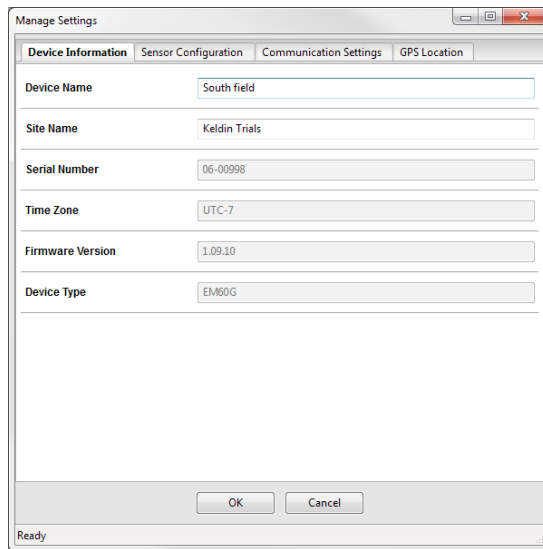 Manage Settings
Device Information Sensor Configuration Communication Settings GPS Location
Device Name South field
Site Name Keldin Trials
Serial Number 06-00998
Time Zone UTC-7
Firmware Version 1.09.10
Device Type EM60G
OK Cancel
Ready